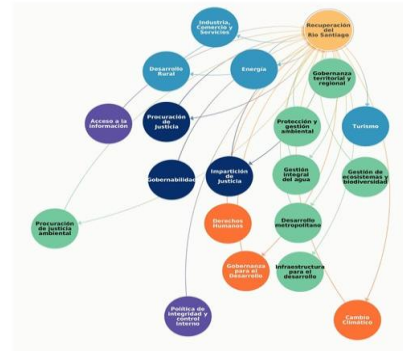 Industria,
Comercio y
Servicios
Recuperación
del
Río Santiago
Desarrollo
Rural
Energía
Gobernanza
territorial y
regional
Acceso a la
información
Procuración
de
Justicia
Protección y
gestión
ambiental
Turismo
Gobernabilidad
Impartición
de
Justicia
Gestión
integral
del agua
Gestión de
ecosistemas y
biodiversidad
Procuración
de justicia
ambiental
Derechos
Humanos
Desarrollo
metropolitano
Gobernanza
para el
Desarrollo
Infraestructura
para el
desarrollo
Política de
integridad y
control
interno
Cambio
Climático